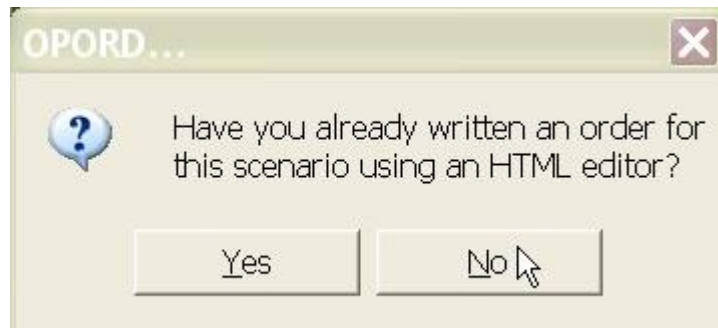 OPORD...
Have you already written an order for
this scenario using an HTML editor?
Yes
No